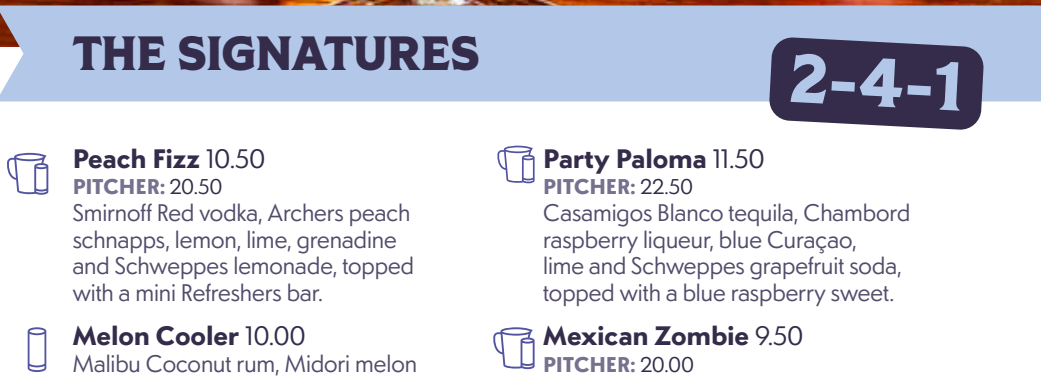 THE SIGNATURES
2-4-1
Peach Fizz 10.50
PITCHER: 20.50
Smirnoff Red vodka, Archers peach
schnapps, lemon, lime, grenadine
and Schweppes lemonade, topped
with a mini Refreshers bar.
Melon Cooler 10.00
Malibu Coconut rum, Midori melon
Party Paloma 11.50
PITCHER: 22.50
Casamigos Blanco tequila, Chambord
raspberry liqueur, blue Curaçao,
lime and Schweppes grapefruit soda,
topped with a blue raspberry sweet.
Mexican Zombie 9.50
PITCHER: 20.00